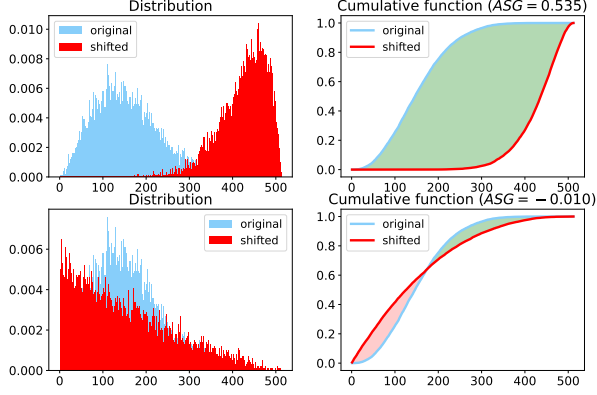 Distribution
0.010
0.008
0.006
0.004
0.002
0.000
original
shifted
0 100 200 300 400 500
Cumulative function (ASG = 0.535)
1.0
0.8
0.6
0.4
0.2
0.0
original
shifted
0 100 200 300 400 500
Distribution
0.006
0.004
0.002
0.000
original
shifted
0 100 200 300 400 500
Cumulative function (ASG = −0.010)
1.0
0.8
0.6
0.4
0.2
0.0
original
shifted
0 100 200 300 400 500